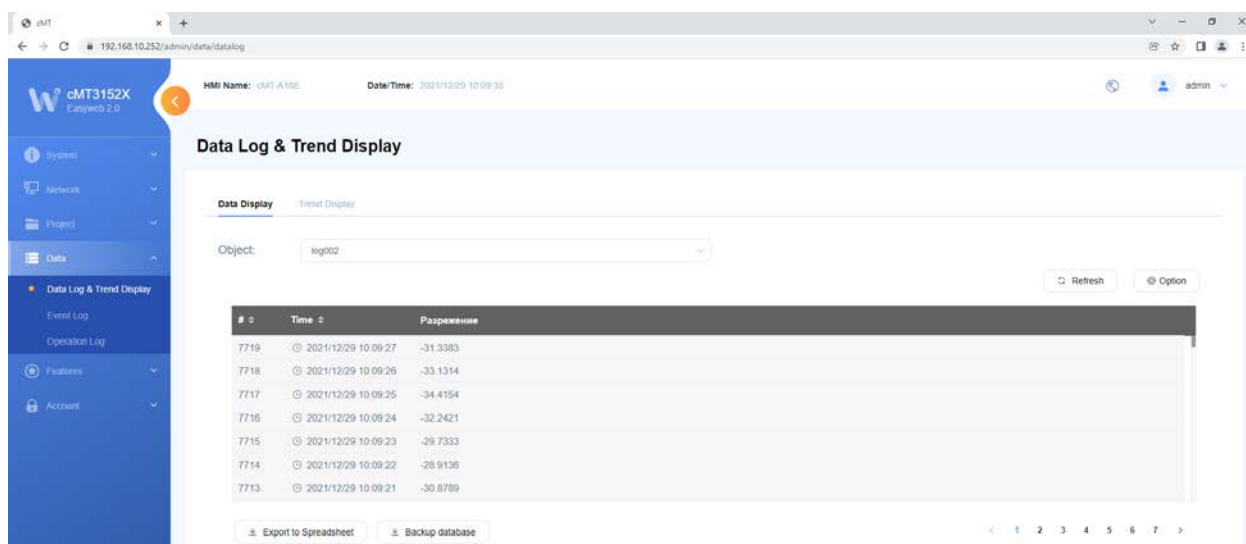 cMT
192.168.10.252/admin/data/datalog
cMT3152X
Easyweb 2.0
HMI Name: cMT-A16E Date/Time: 2021/12/29 10:09:35
admin
System
Network
Project
Data
Data Log & Trend Display
Event Log
Operation Log
Features
Account
Data Log & Trend Display
Data Display Trend Display
Object: log002
Refresh Option
# Time Разрежение
7719 2021/12/29 10:09:27 -31.3383
7718 2021/12/29 10:09:26 -33.1314
7717 2021/12/29 10:09:25 -34.4154
7716 2021/12/29 10:09:24 -32.2421
7715 2021/12/29 10:09:23 -29.7333
7714 2021/12/29 10:09:22 -28.9136
7713 2021/12/29 10:09:21 -30.8789
Export to Spreadsheet Backup database
1 2 3 4 5 6 7